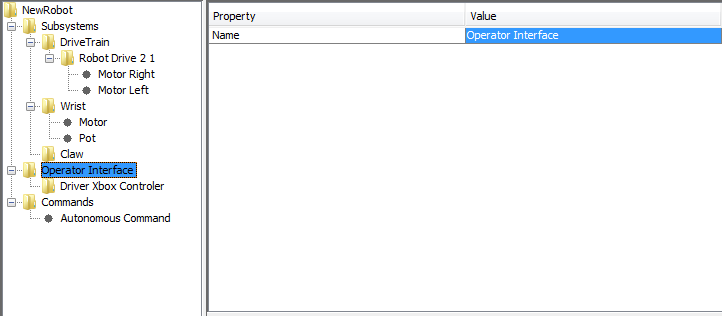 NewRobot
Subsystems
DriveTrain
Robot Drive 2 1
Motor Right
Motor Left
Wrist
Motor
Pot
Claw
Operator Interface
Driver Xbox Controler
Commands
Autonomous Command
Property Value
Name Operator Interface